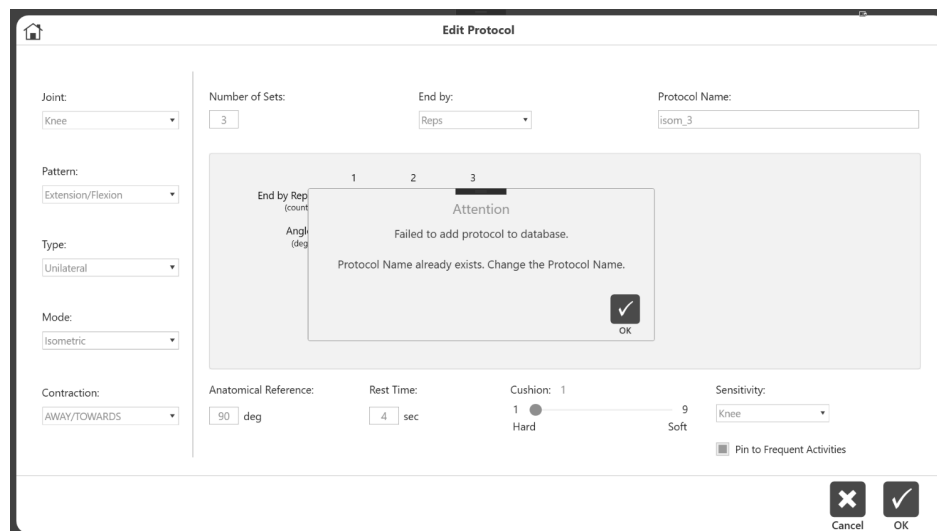 Edit Protocol
Joint:
Knee
Pattern:
Extension/Flexion
Type:
Unilateral
Mode:
Isometric
Contraction:
AWAY/TOWARDS
Number of Sets:
3
End by:
Reps
Protocol Name:
isom_3
1 2 3
End by Rep
(count
Angl
(deg
Attention
Failed to add protocol to database.
Protocol Name already exists. Change the Protocol Name.
OK
Anatomical Reference:
90 deg
Rest Time:
4 sec
Cushion: 1
1 9
Hard Soft
Sensitivity:
Knee
Pin to Frequent Activities
Cancel OK